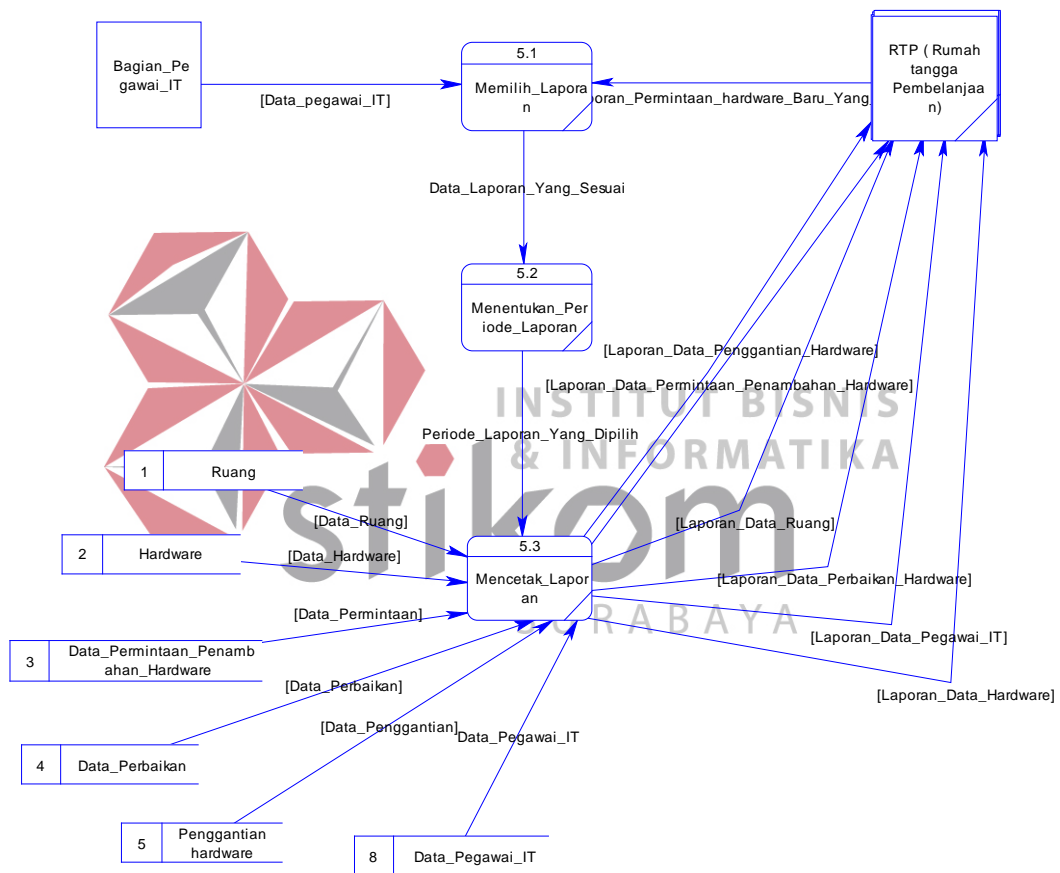 Bagian_Pe
gawai_IT
[Data_pegawai_IT]
5.1
Memilih_Lapora
n
oran_Permintaan_hardware_Baru_Yang_
RTP ( Rumah
tangga
Pembelanjaa
n)
Data_Laporan_Yang_Sesuai
5.2
Menentukan_Per
iode_Laporan
[Laporan_Data_Penggantian_Hardware]
[Laporan_Data_Permintaan_Penambahan_Hardware]
INSTITUT BISNIS
& INFORMATIKA
stikom
SURABAYA
Periode_Laporan_Yang_Dipilih
1
Ruang
[Data_Ruang]
2
Hardware
[Data_Hardware]
5.3
Mencetak_Lapor
an
[Laporan_Data_Ruang]
[Laporan_Data_Perbaikan_Hardware]
[Laporan_Data_Pegawai_IT]
[Laporan_Data_Hardware]
[Data_Permintaan]
3
Data_Permintaan_Penamb
ahan_Hardware
[Data_Perbaikan]
[Data_Penggantian]
Data_Pegawai_IT
4
Data_Perbaikan
5
Penggantian
hardware
8
Data_Pegawai_IT